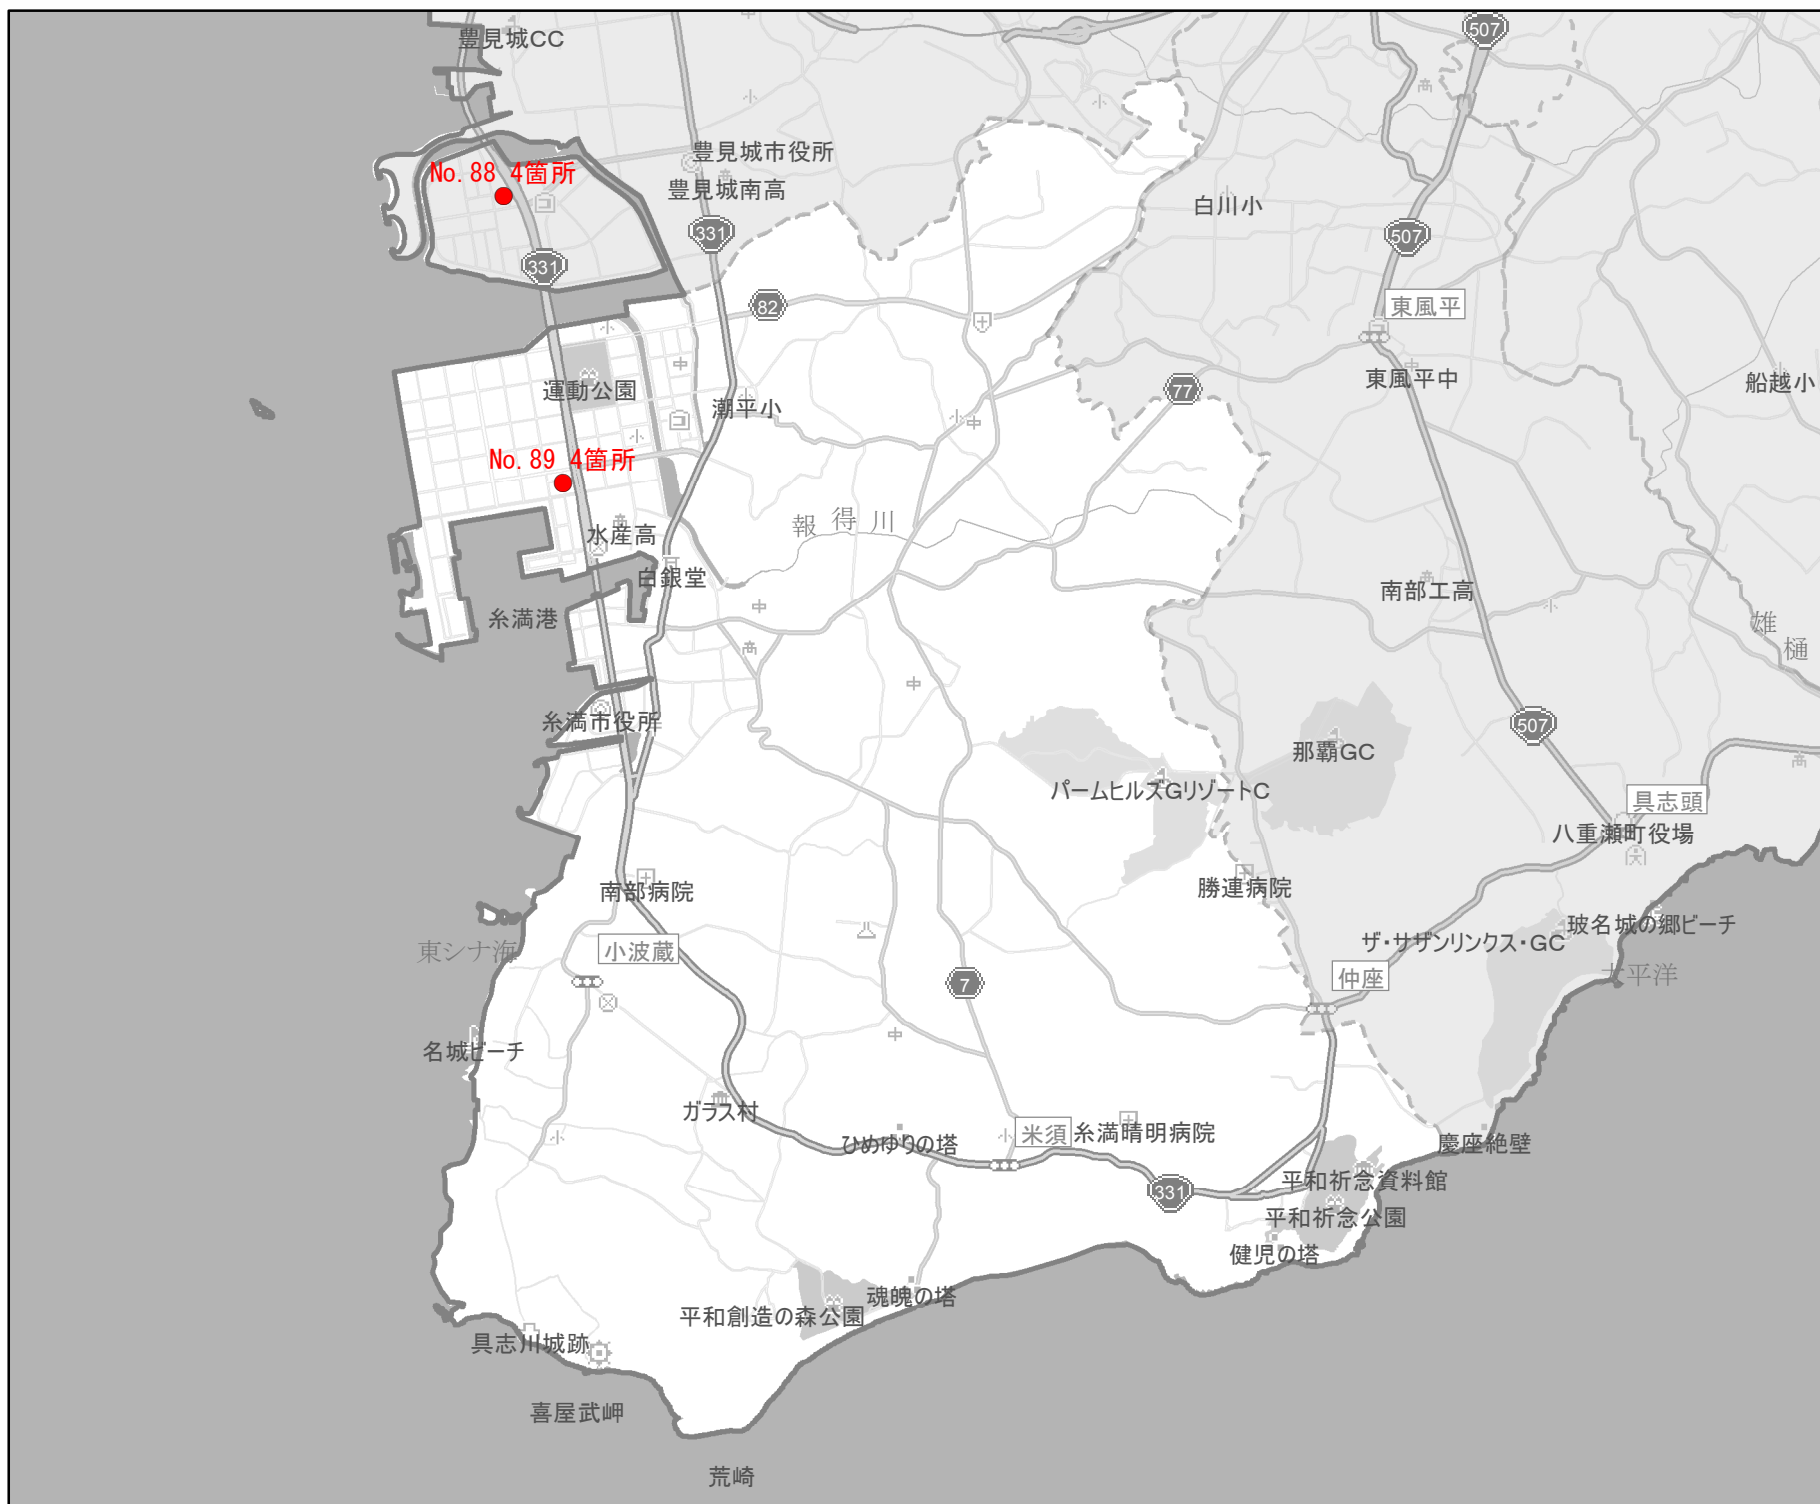 豊見城CC
507
豊見城市役所
No.88 4箇所
豊見城南高
白川小
331
507
331
82
東風平
東風平中
船越小
運動公園
77
潮平小
No.89 4箇所
報得川
水産高
白銀堂
南部工高
糸満港
雄樋
糸満市役所
507
那覇GC
パームヒルズGリゾートC
具志頭
八重瀬町役場
南部病院
勝連病院
玻名城の郷ビーチ
東シナ海
小波蔵
ザ・サザンリンクス・GC
太平洋
仲座
7
名城ビーチ
ガラス村
米須
糸満晴明病院
ひめゆりの塔
慶座絶壁
平和祈念資料館
331
平和祈念公園
健児の塔
魂魄の塔
平和創造の森公園
具志川城跡
喜屋武岬
荒崎